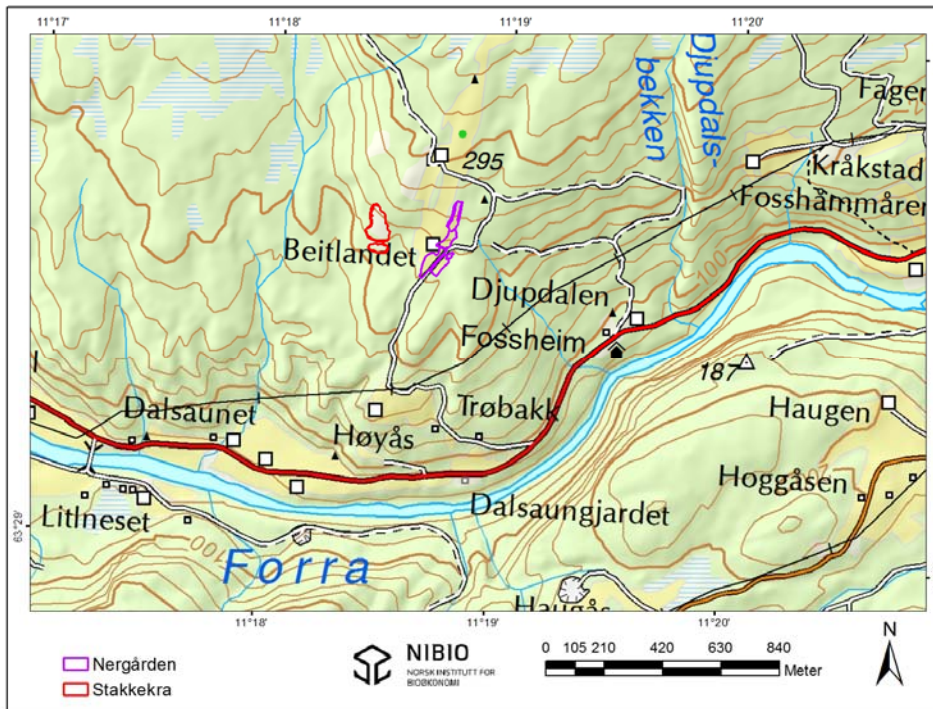 11°17'
11°18'
11°19'
11°20'
Djupdals-
bekken
Fager
295
Kråkstad
Fosshåmmåren
Beitlandet
100
Djupdalen
Fossheim
187
Dalsaunet
Trøbakk
Haugen
Høyås
Hoggåsen
Dalsaungjardet
Litlneset
63°29'
100
Forra
Haugås
11°18'
11°19'
11°20'
Nergården
Stakkekra
NIBIO
NORSK INSTITUTT FOR
BIOØKONOMI
0 105 210 420 630 840
Meter
N